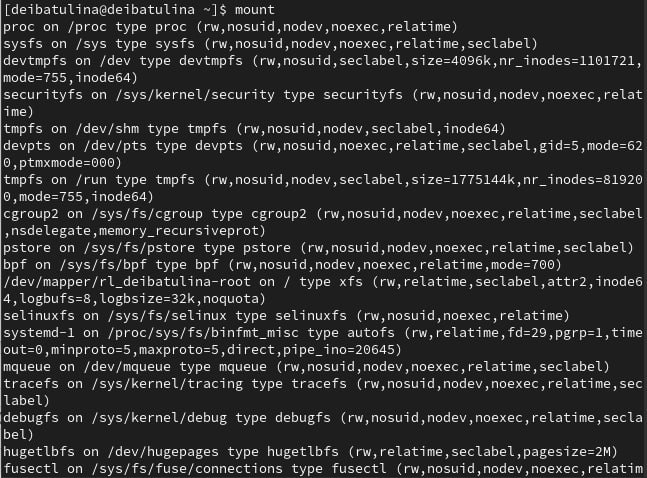 [deibatulina@deibatulina ~]$ mount
proc on /proc type proc (rw,nosuid,nodev,noexec,relatime)
sysfs on /sys type sysfs (rw,nosuid,nodev,noexec,relatime,seclabel)
devtmpfs on /dev type devtmpfs (rw,nosuid,seclabel,size=4096k,nr_inodes=1101721,
mode=755,inode64)
securityfs on /sys/kernel/security type securityfs (rw,nosuid,nodev,noexec,relat
ime)
tmpfs on /dev/shm type tmpfs (rw,nosuid,nodev,seclabel,inode64)
devpts on /dev/pts type devpts (rw,nosuid,noexec,relatime,seclabel,gid=5,mode=62
0,ptmxmode=000)
tmpfs on /run type tmpfs (rw,nosuid,nodev,seclabel,size=1775144k,nr_inodes=81920
0,mode=755,inode64)
cgroup2 on /sys/fs/cgroup type cgroup2 (rw,nosuid,nodev,noexec,relatime,seclabel
,nsdelegate,memory_recursiveprot)
pstore on /sys/fs/pstore type pstore (rw,nosuid,nodev,noexec,relatime,seclabel)
bpf on /sys/fs/bpf type bpf (rw,nosuid,nodev,noexec,relatime,mode=700)
/dev/mapper/rl_deibatulina-root on / type xfs (rw,relatime,seclabel,attr2,inode6
4,logbufs=8,logbsize=32k,noquota)
selinuxfs on /sys/fs/selinux type selinuxfs (rw,nosuid,noexec,relatime)
systemd-1 on /proc/sys/fs/binfmt_misc type autofs (rw,relatime,fd=29,pgrp=1,time
out=0,minproto=5,maxproto=5,direct,pipe_ino=20645)
mqueue on /dev/mqueue type mqueue (rw,nosuid,nodev,noexec,relatime,seclabel)
tracefs on /sys/kernel/tracing type tracefs (rw,nosuid,nodev,noexec,relatime,sec
label)
debugfs on /sys/kernel/debug type debugfs (rw,nosuid,nodev,noexec,relatime,secla
bel)
hugetlbfs on /dev/hugepages type hugetlbfs (rw,relatime,seclabel,pagesize=2M)
fusectl on /sys/fs/fuse/connections type fusectl (rw,nosuid,nodev,noexec,relatim